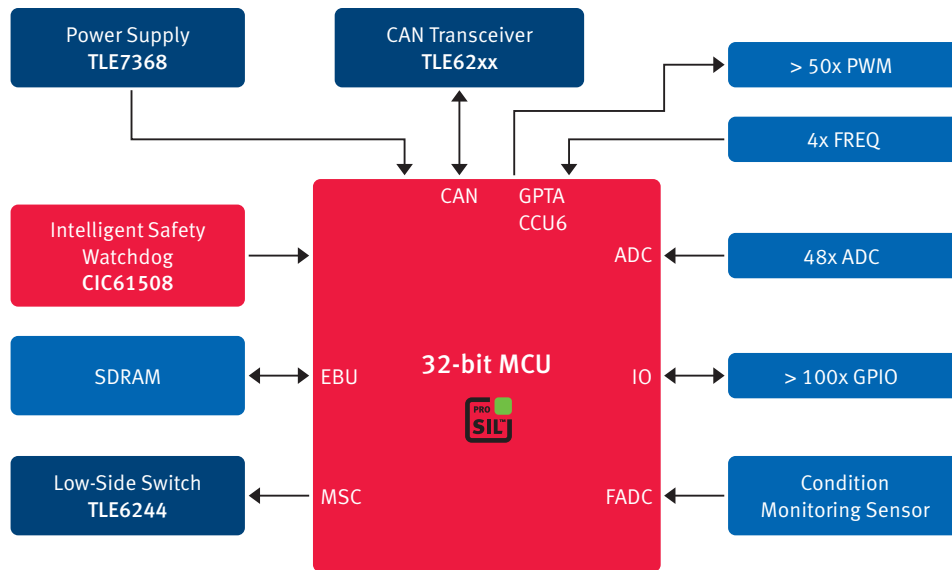 Power Supply
TLE7368
CAN Transceiver
TLE62xx
> 50x PWM
4x FREQ
Intelligent Safety
Watchdog
CIC61508
CAN
GPTA
CCU6
ADC
48x ADC
SDRAM
EBU
32-bit MCU
IO
> 100x GPIO
PRO
SIL™
Low-Side Switch
TLE6244
MSC
FADC
Condition
Monitoring Sensor